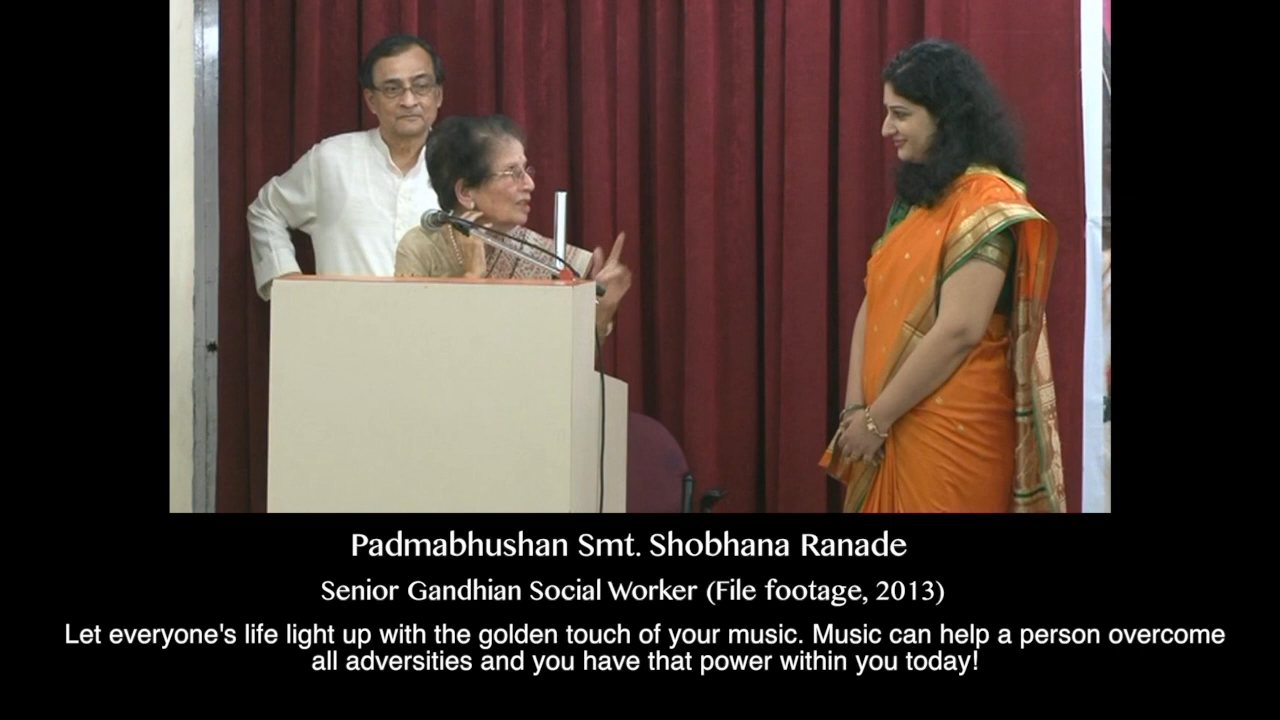 Padmabhushan Smt. Shobhana Ranade
Senior Gandhian Social Worker (File footage, 2013)
Let everyone's life light up with the golden touch of your music. Music can help a person overcome
all adversities and you have that power within you today!